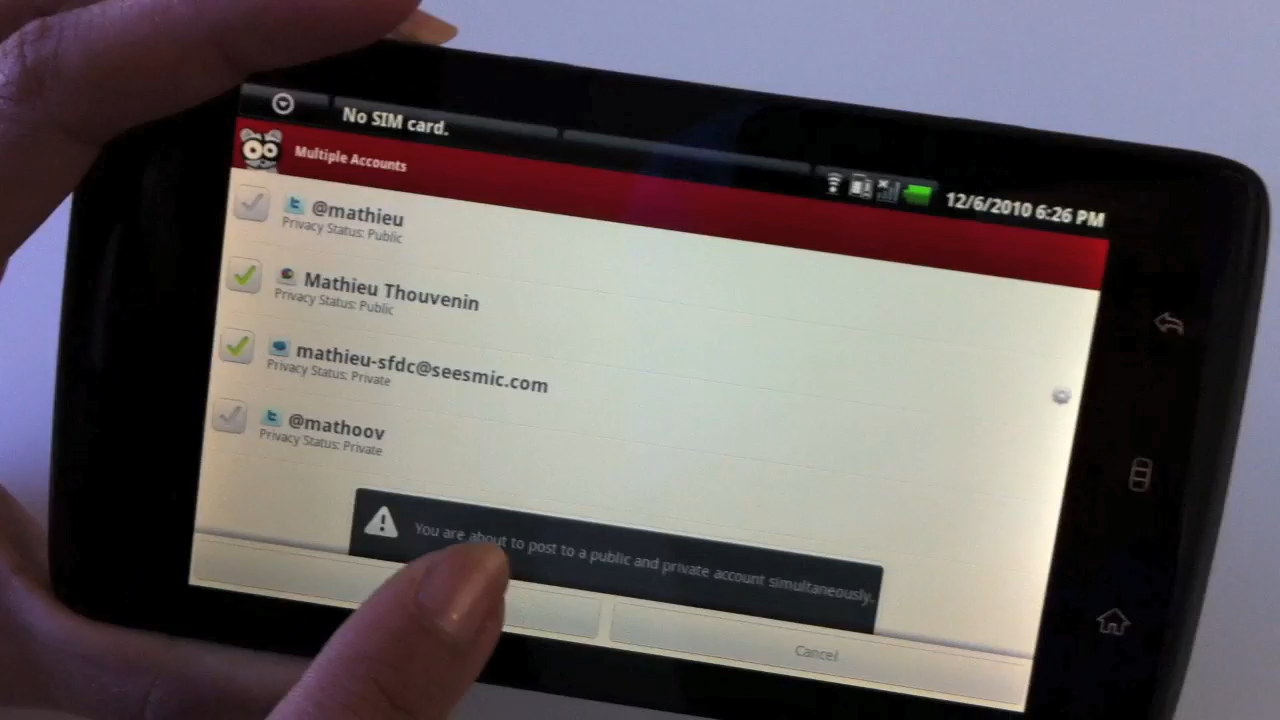 No SIM card.
12/6/2010 6:26 PM
Multiple Accounts
@mathieu
Privacy Status: Public
Mathieu Thouvenin
Privacy Status: Public
mathieu-sfdc@seesmic.com
Privacy Status: Private
@mathoov
Privacy Status: Private
You are about to post to a public and private account simultaneously.
Cancel